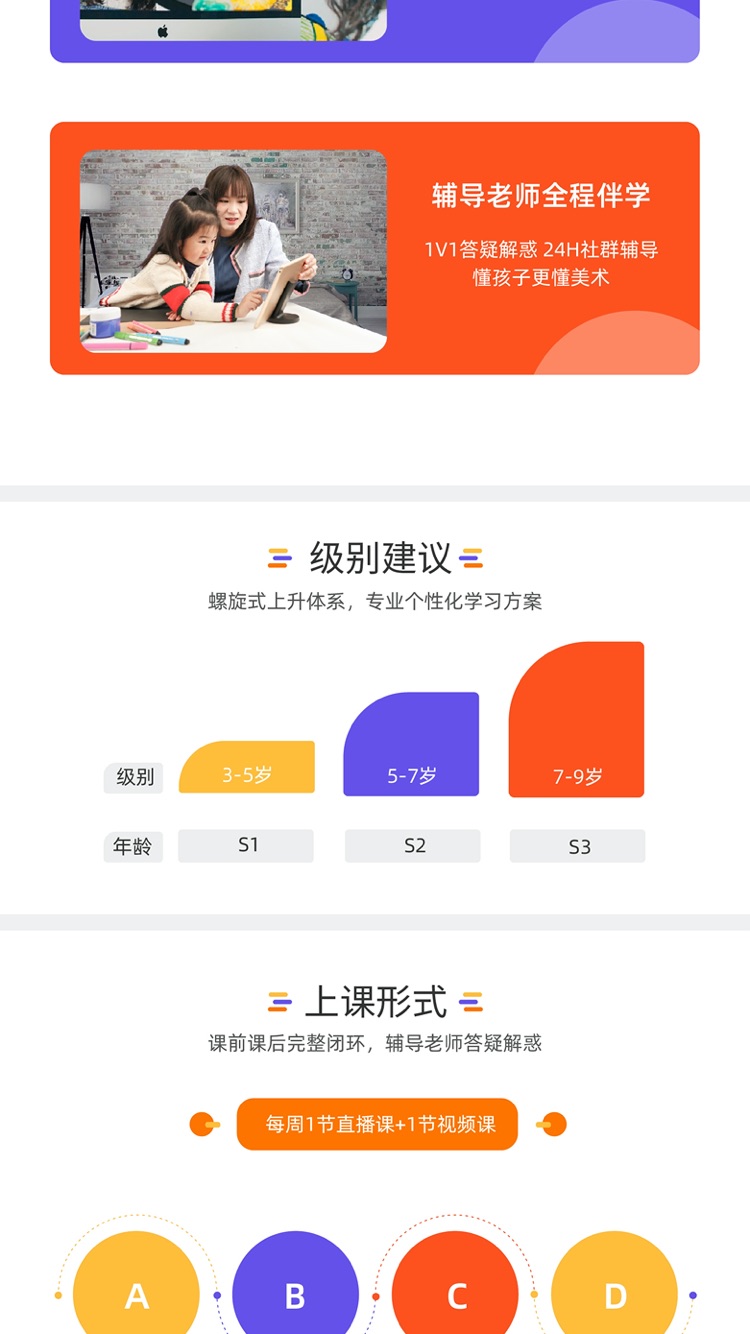 辅导老师全程伴学
1V1答疑解惑 24H社群辅导
懂孩子更懂美术
级别建议
螺旋式上升体系，专业个性化学习方案
级别
3-5岁
5-7岁
7-9岁
年龄
S1
S2
S3
上课形式
课前课后完整闭环，辅导老师答疑解惑
每周1节直播课+1节视频课
A
B
C
D